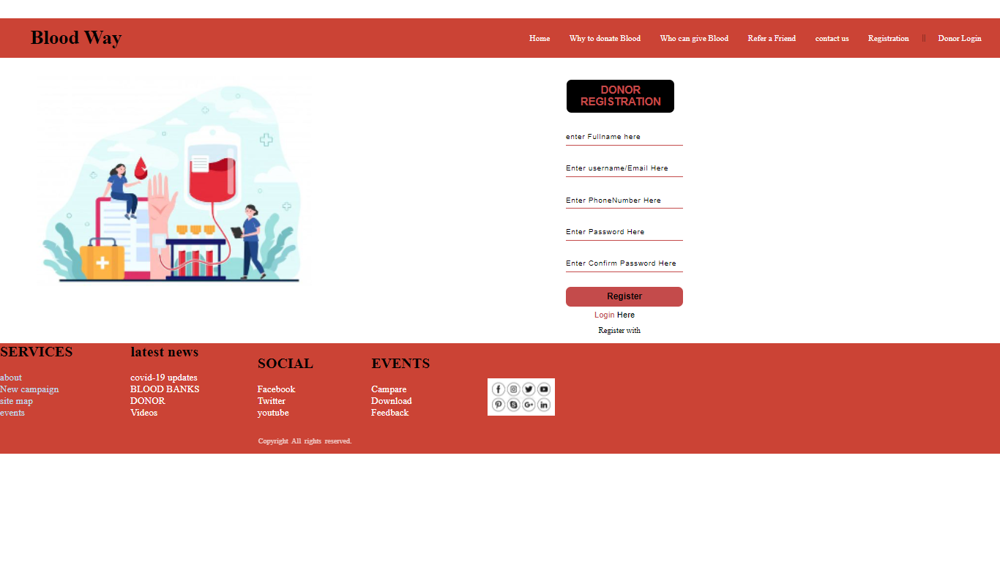 Blood Way
Home Why to donate Blood Who can give Blood Refer a Friend contact us Registration || Donor Login
DONOR
REGISTRATION
enter Fullname here
Enter username/Email Here
Enter PhoneNumber Here
Enter Password Here
Enter Confirm Password Here
Register
Login Here
Register with
SERVICES
about
New campaign
site map
events
latest news
covid-19 updates
BLOOD BANKS
DONOR
Videos
SOCIAL
Facebook
Twitter
youtube
EVENTS
Campare
Download
Feedback
Copyright All rights reserved.